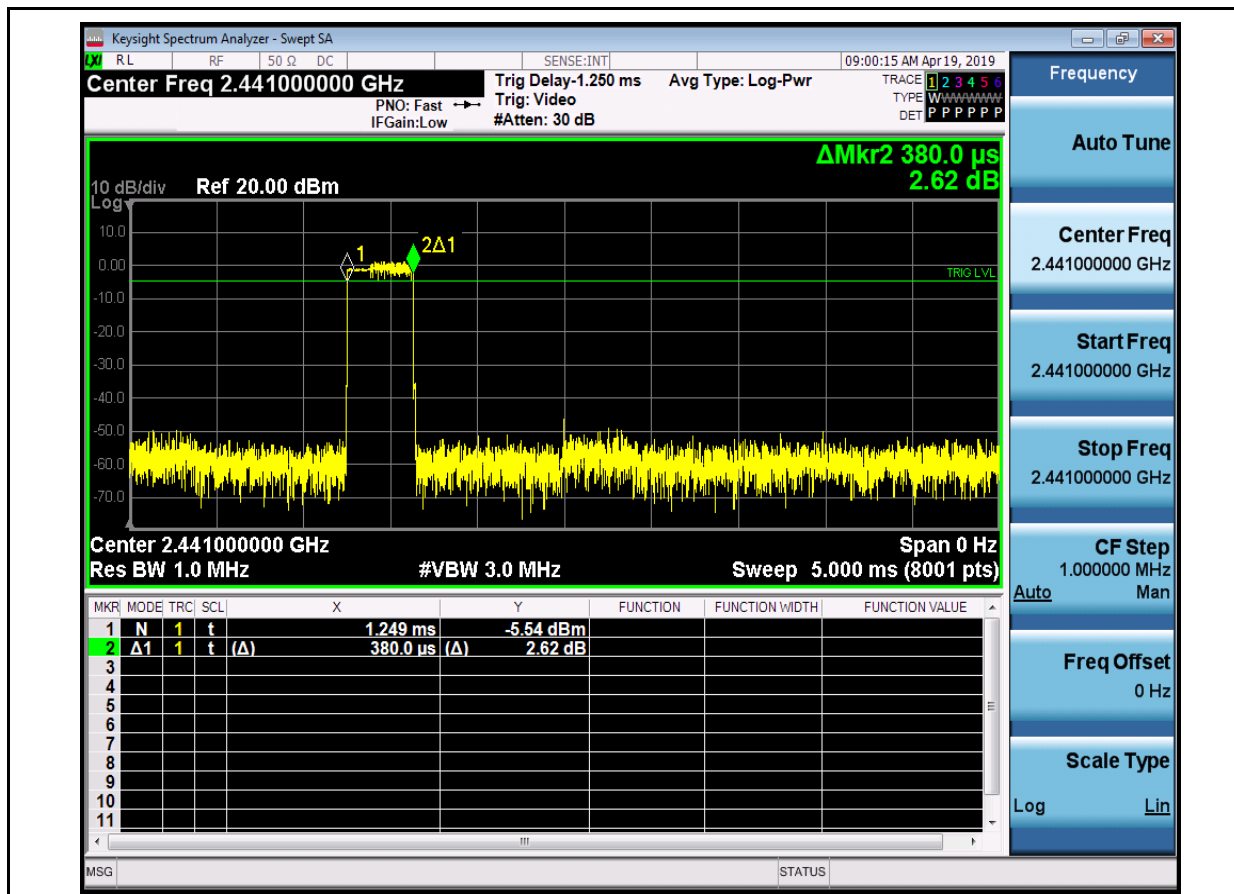 Keysight Spectrum Analyzer - Swept SA
LXI RL RF 50 Ω DC SENSE:INT 09:00:15 AM Apr 19, 2019
Center Freq 2.441000000 GHz
PNO: Fast
IFGain:Low
Trig Delay-1.250 ms
Trig: Video
#Atten: 30 dB
Avg Type: Log-Pwr
TRACE 1 2 3 4 5 6
TYPE WWWWWW
DET P P P P P P
ΔMkr2 380.0 µs
2.62 dB
10 dB/div Ref 20.00 dBm
Log
10.0
0.00
-10.0
-20.0
-30.0
-40.0
-50.0
-60.0
-70.0
1
2Δ1
TRIG LVL
Center 2.441000000 GHz Span 0 Hz
Res BW 1.0 MHz #VBW 3.0 MHz Sweep 5.000 ms (8001 pts)
MKR MODE TRC SCL X Y FUNCTION FUNCTION WIDTH FUNCTION VALUE
1 N 1 t 1.249 ms -5.54 dBm
2 Δ1 1 t (Δ) 380.0 µs (Δ) 2.62 dB
3
4
5
6
7
8
9
10
11
MSG STATUS
Frequency
Auto Tune
Center Freq
2.441000000 GHz
Start Freq
2.441000000 GHz
Stop Freq
2.441000000 GHz
CF Step
1.000000 MHz
Auto Man
Freq Offset
0 Hz
Scale Type
Log Lin